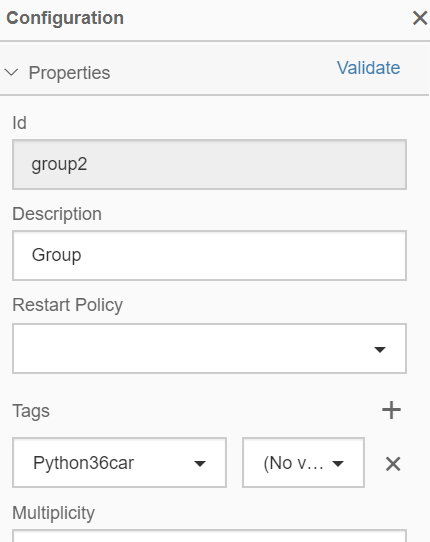 Configuration
Properties
Validate
Id
group2
Description
Group
Restart Policy
Tags
Python36car
(No v...
Multiplicity